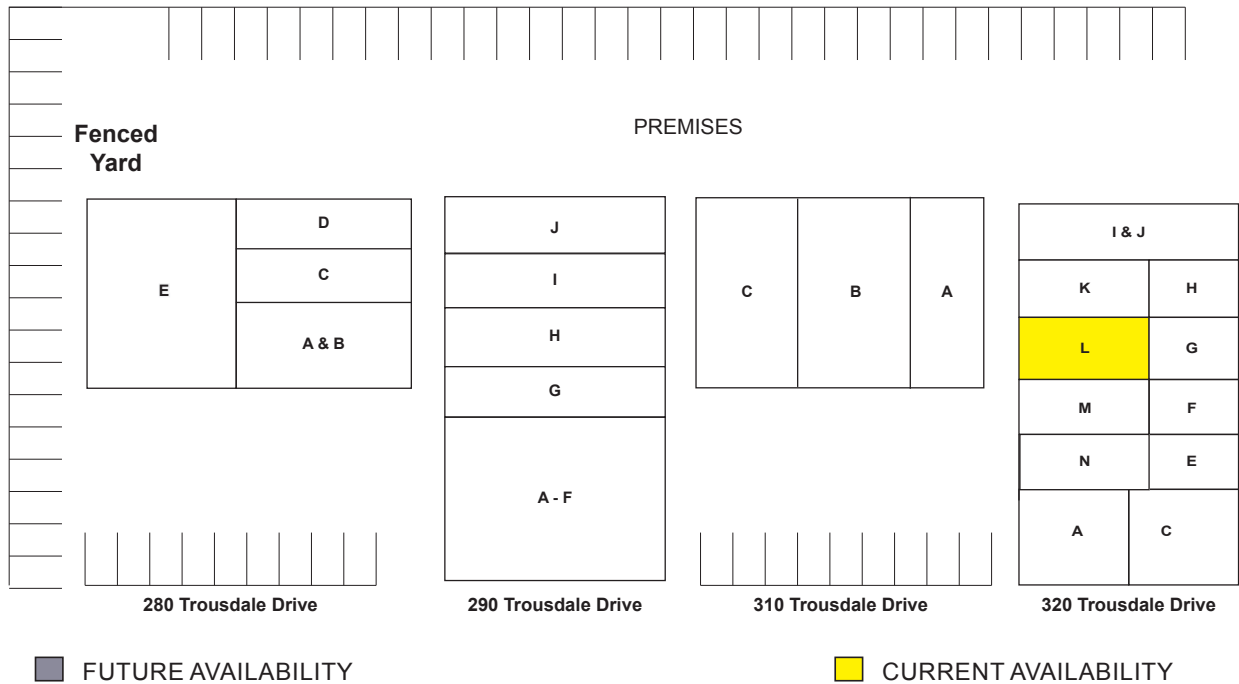 PREMISES
Fenced
Yard
E
D
C
A & B
J
I
H
G
A - F
C
B
A
I & J
K
H
L
G
M
F
N
E
A
C
280 Trousdale Drive
290 Trousdale Drive
310 Trousdale Drive
320 Trousdale Drive
FUTURE AVAILABILITY
CURRENT AVAILABILITY